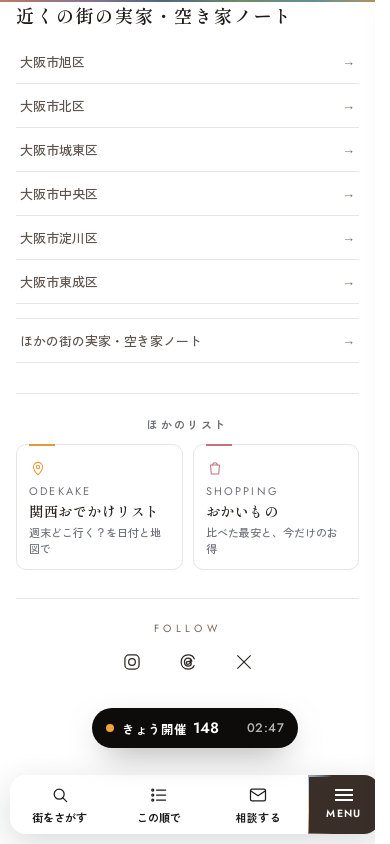 近くの街の実家・空き家ノート
大阪市旭区 →
大阪市北区 →
大阪市城東区 →
大阪市中央区 →
大阪市淀川区 →
大阪市東成区 →
ほかの街の実家・空き家ノート →
ほかのリスト
ODEKAKE
関西おでかけリスト
週末どこ行く？を日付と地
図で
SHOPPING
おかいもの
比べた最安と、今だけのお
得
FOLLOW
きょう開催 148 02:47
街をさがす
この順で
相談する
MENU